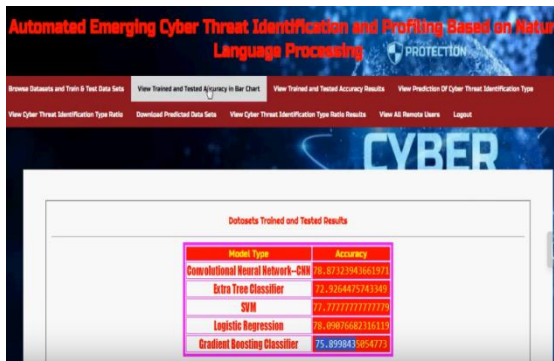 Automated Emerging Cyber Threat Identification and Profiling Based on Natur
Language Processing
PROTECTION
Browse Datasets and Train & Test Data Sets View Trained and Tested Accuracy in Bar Chart View Trained and Tested Accuracy Results View Prediction Of Cyber Threat Identification Type
View Cyber Threat Identification Type Ratio Download Predicted Data Sets View Cyber Threat Identification Type Ratio Results View All Remote Users Logout
CYBER
Datasets Trained and Tested Results
Model Type Accuracy
Convolutional Neural Network--CNN 78.87323943661971
Extra Tree Classifier 72.9264475743349
SVM 77.77777777777779
Logistic Regression 78.09076682316119
Gradient Boosting Classifier 75.8998435054773